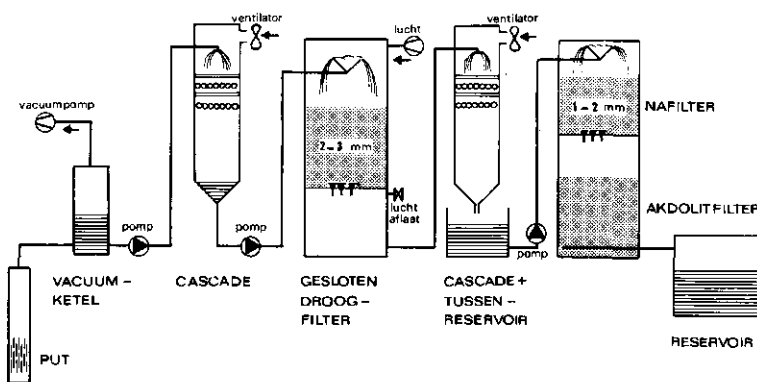 ventilator
vacuumpomp
pomp
pomp
lucht
2-3 mm
lucht
aflaat
ventilator
pomp
1-2 mm
NAFILTER
AKDOLITFILTER
PUT
VACUUM-
KETEL
CASCADE
GESLOTEN
DROOG-
FILTER
CASCADE+
TUSSEN-
RESERVOIR
RESERVOIR